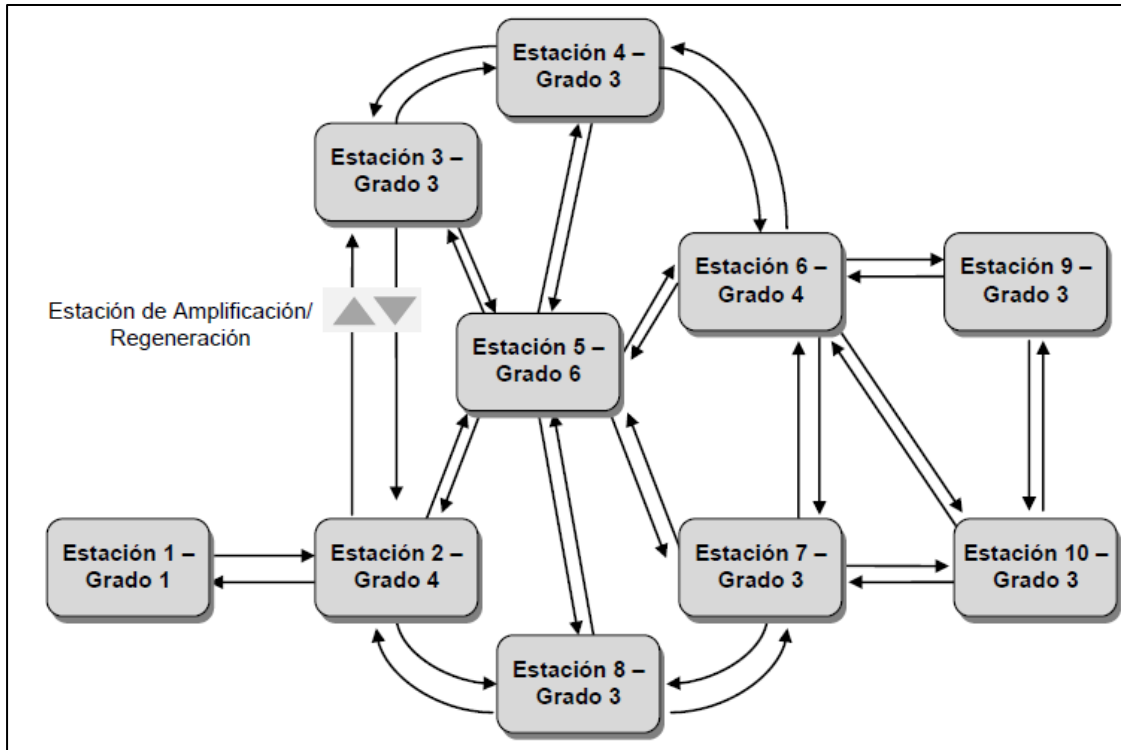 Estación 4 –
Grado 3
Estación 3 –
Grado 3
Estación 6 –
Grado 4
Estación 9 –
Grado 3
Estación de Amplificación/
Regeneración
Estación 5 –
Grado 6
Estación 1 –
Grado 1
Estación 2 –
Grado 4
Estación 7 –
Grado 3
Estación 10 –
Grado 3
Estación 8 –
Grado 3